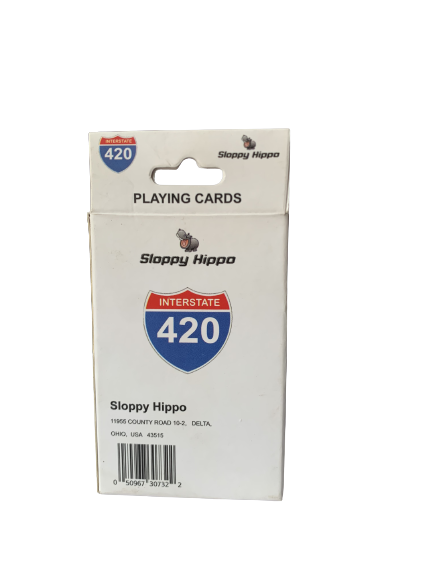 INTERSTATE
420
Sloppy Hippo
PLAYING CARDS
Sloppy Hippo
INTERSTATE
420
Sloppy Hippo
11955 COUNTY ROAD 10-2, DELTA,
OHIO, USA 43515
0 50967 30732 2